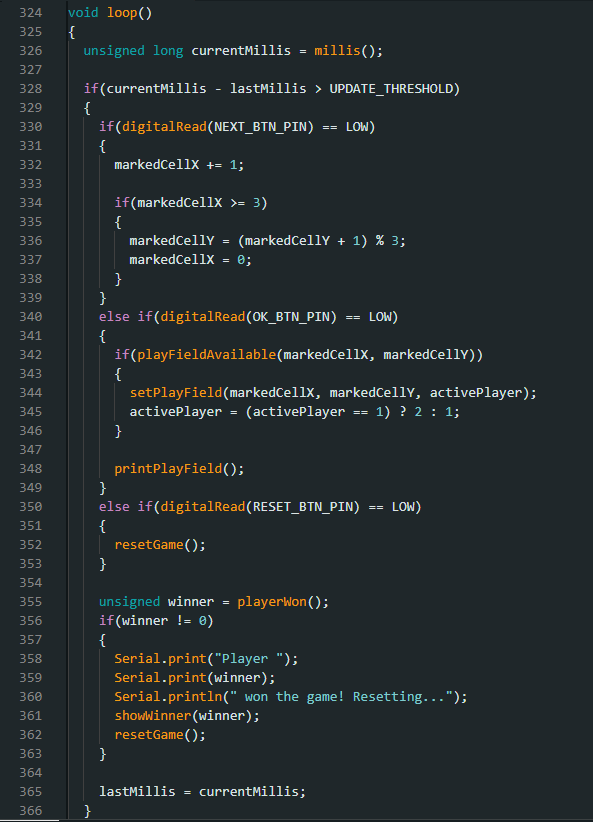 324 void loop()
325 {
326   unsigned long currentMillis = millis();
327
328   if(currentMillis - lastMillis > UPDATE_THRESHOLD)
329   {
330     if(digitalRead(NEXT_BTN_PIN) == LOW)
331     {
332       markedCellX += 1;
333
334       if(markedCellX >= 3)
335       {
336         markedCellY = (markedCellY + 1) % 3;
337         markedCellX = 0;
338       }
339     }
340     else if(digitalRead(OK_BTN_PIN) == LOW)
341     {
342       if(playFieldAvailable(markedCellX, markedCellY))
343       {
344         setPlayField(markedCellX, markedCellY, activePlayer);
345         activePlayer = (activePlayer == 1) ? 2 : 1;
346       }
347
348       printPlayField();
349     }
350     else if(digitalRead(RESET_BTN_PIN) == LOW)
351     {
352       resetGame();
353     }
354
355     unsigned winner = playerWon();
356     if(winner != 0)
357     {
358       Serial.print("Player ");
359       Serial.print(winner);
360       Serial.println(" won the game! Resetting...");
361       showWinner(winner);
362       resetGame();
363     }
364
365     lastMillis = currentMillis;
366   }